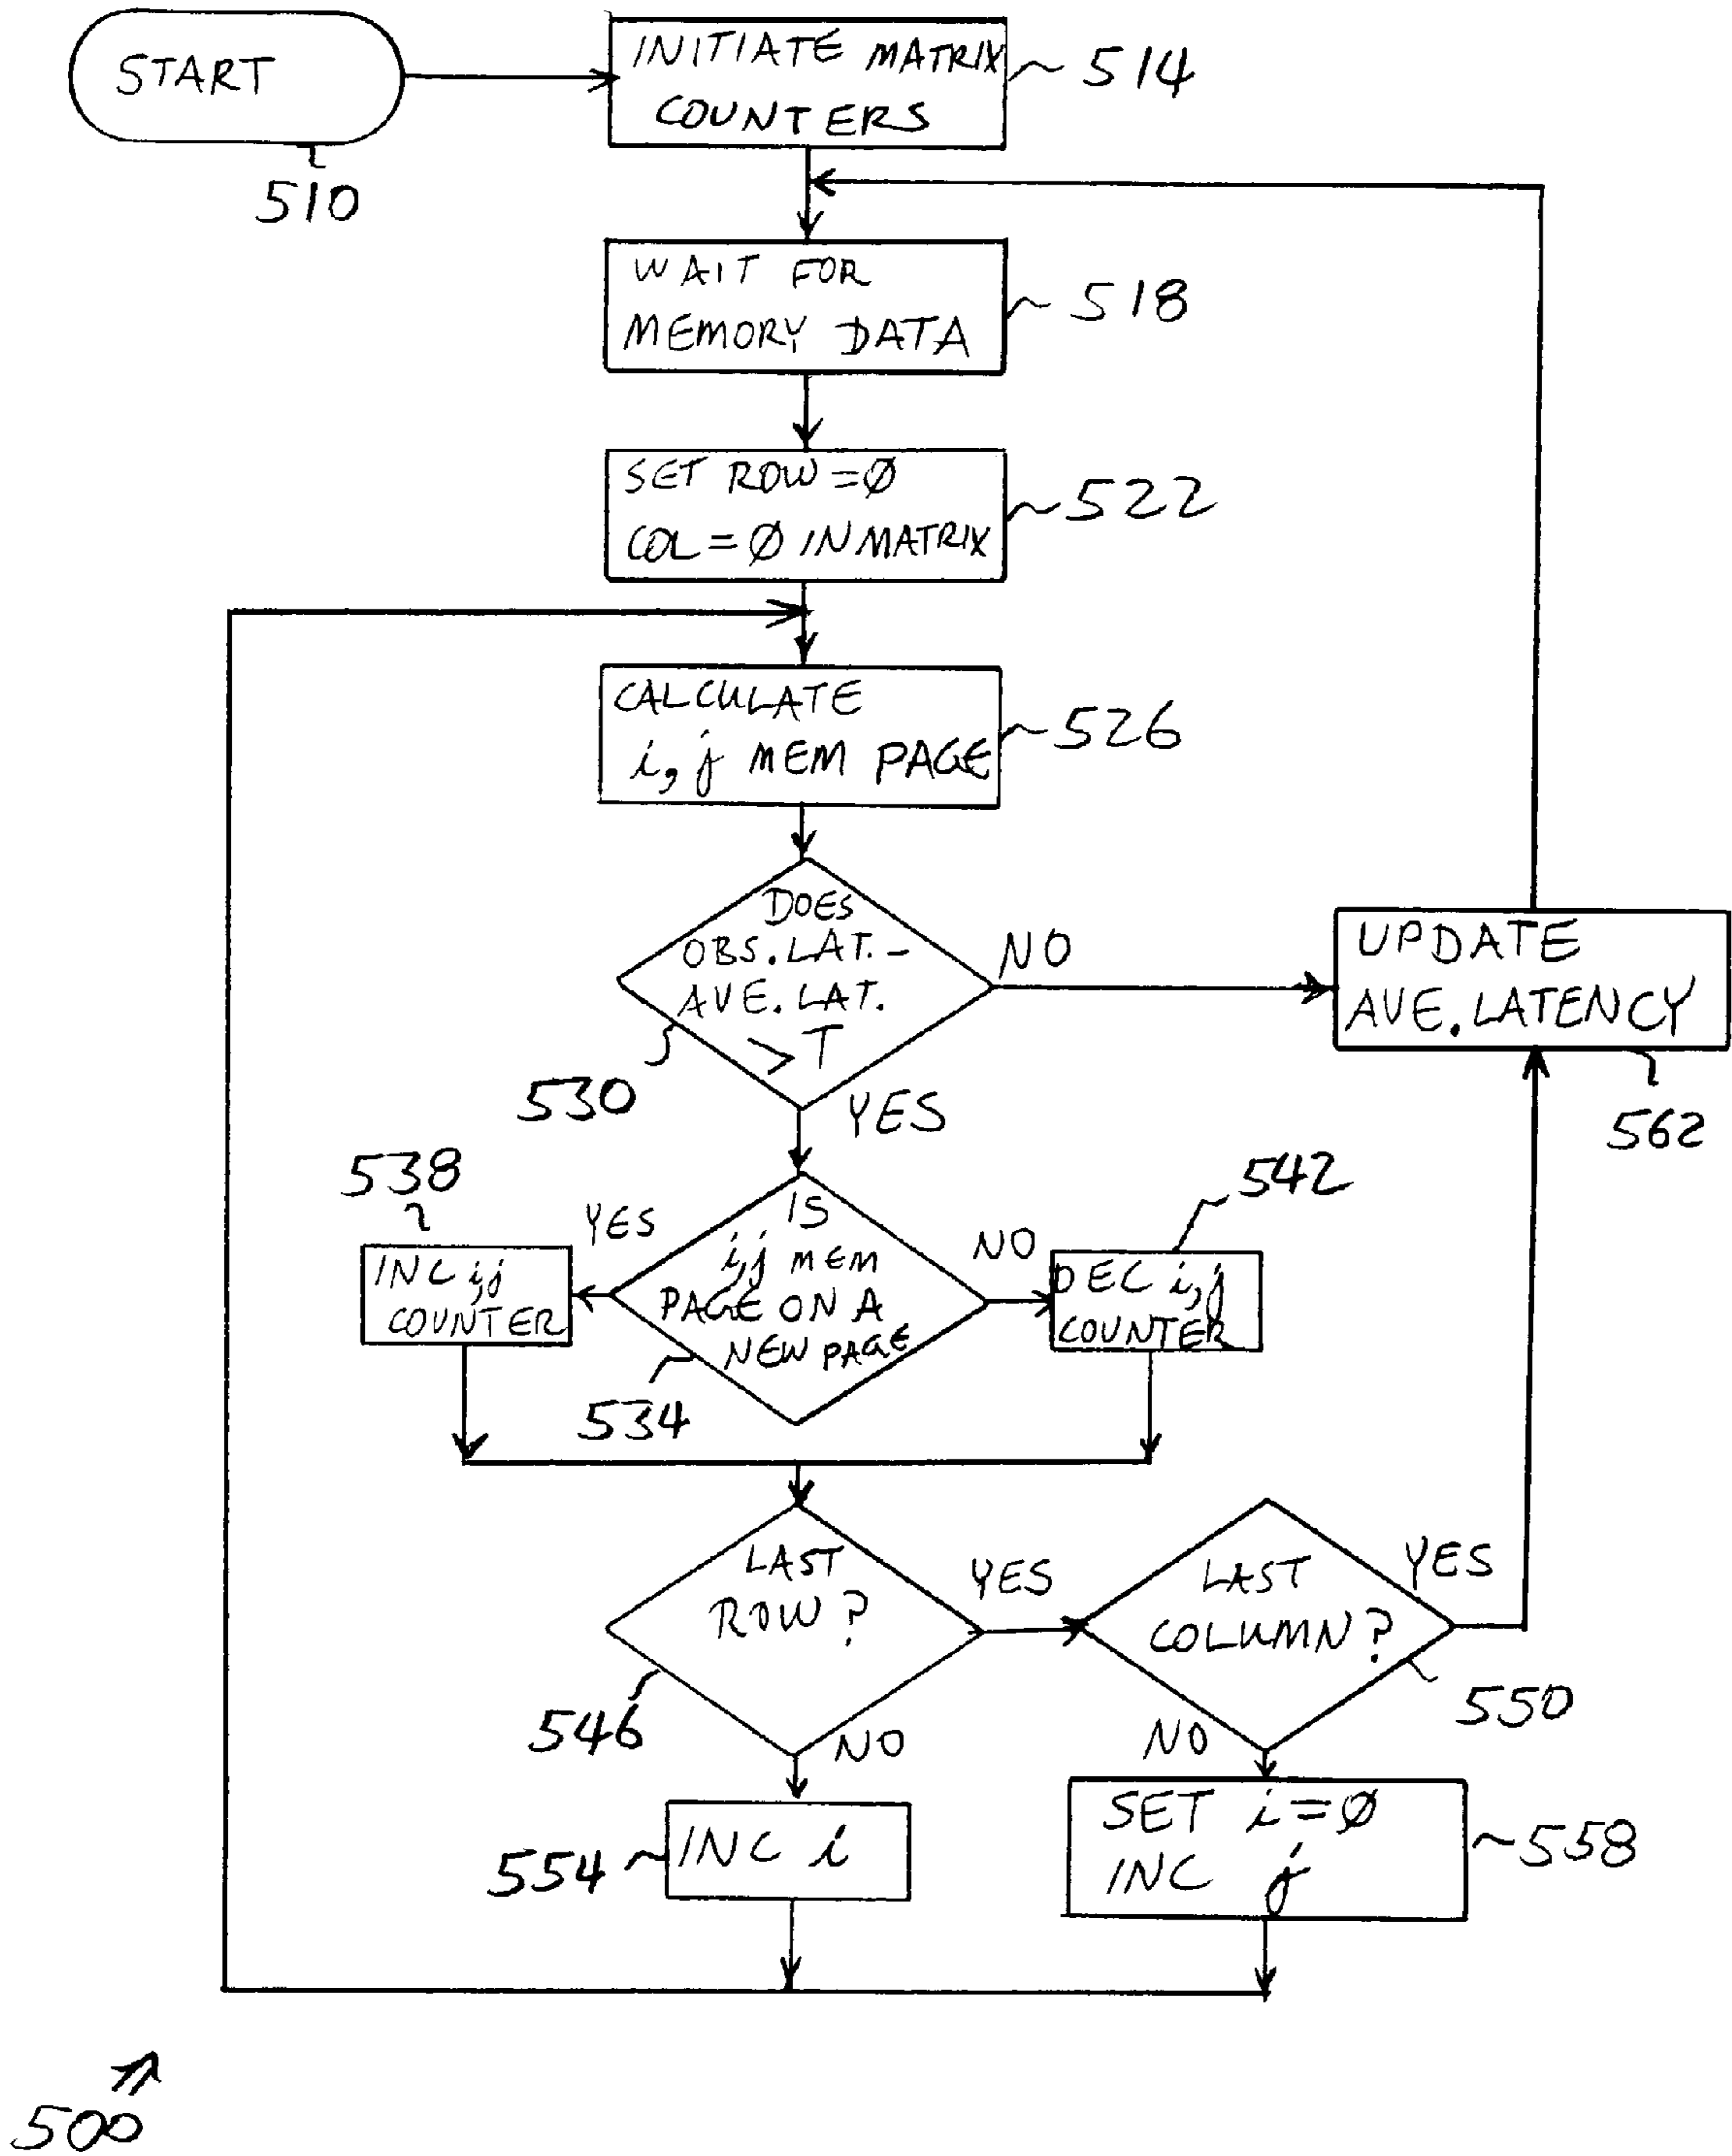 START
510
INITIATE MATRIX
COUNTERS
514
WAIT FOR
MEMORY DATA
518
SET ROW = Ø
COL = Ø IN MATRIX
522
CALCULATE
i, j MEM PAGE
526
DOES
OBS. LAT. -
AVE. LAT.
> T
530
NO
YES
UPDATE
AVE. LATENCY
562
538
YES
INC i,j
COUNTER
IS
i,j MEM
PAGE ON A
NEW PAGE
534
NO
542
DEC i,j
COUNTER
LAST
ROW?
546
YES
NO
LAST
COLUMN?
550
YES
NO
554
INC i
SET i = Ø
INC j
558
500